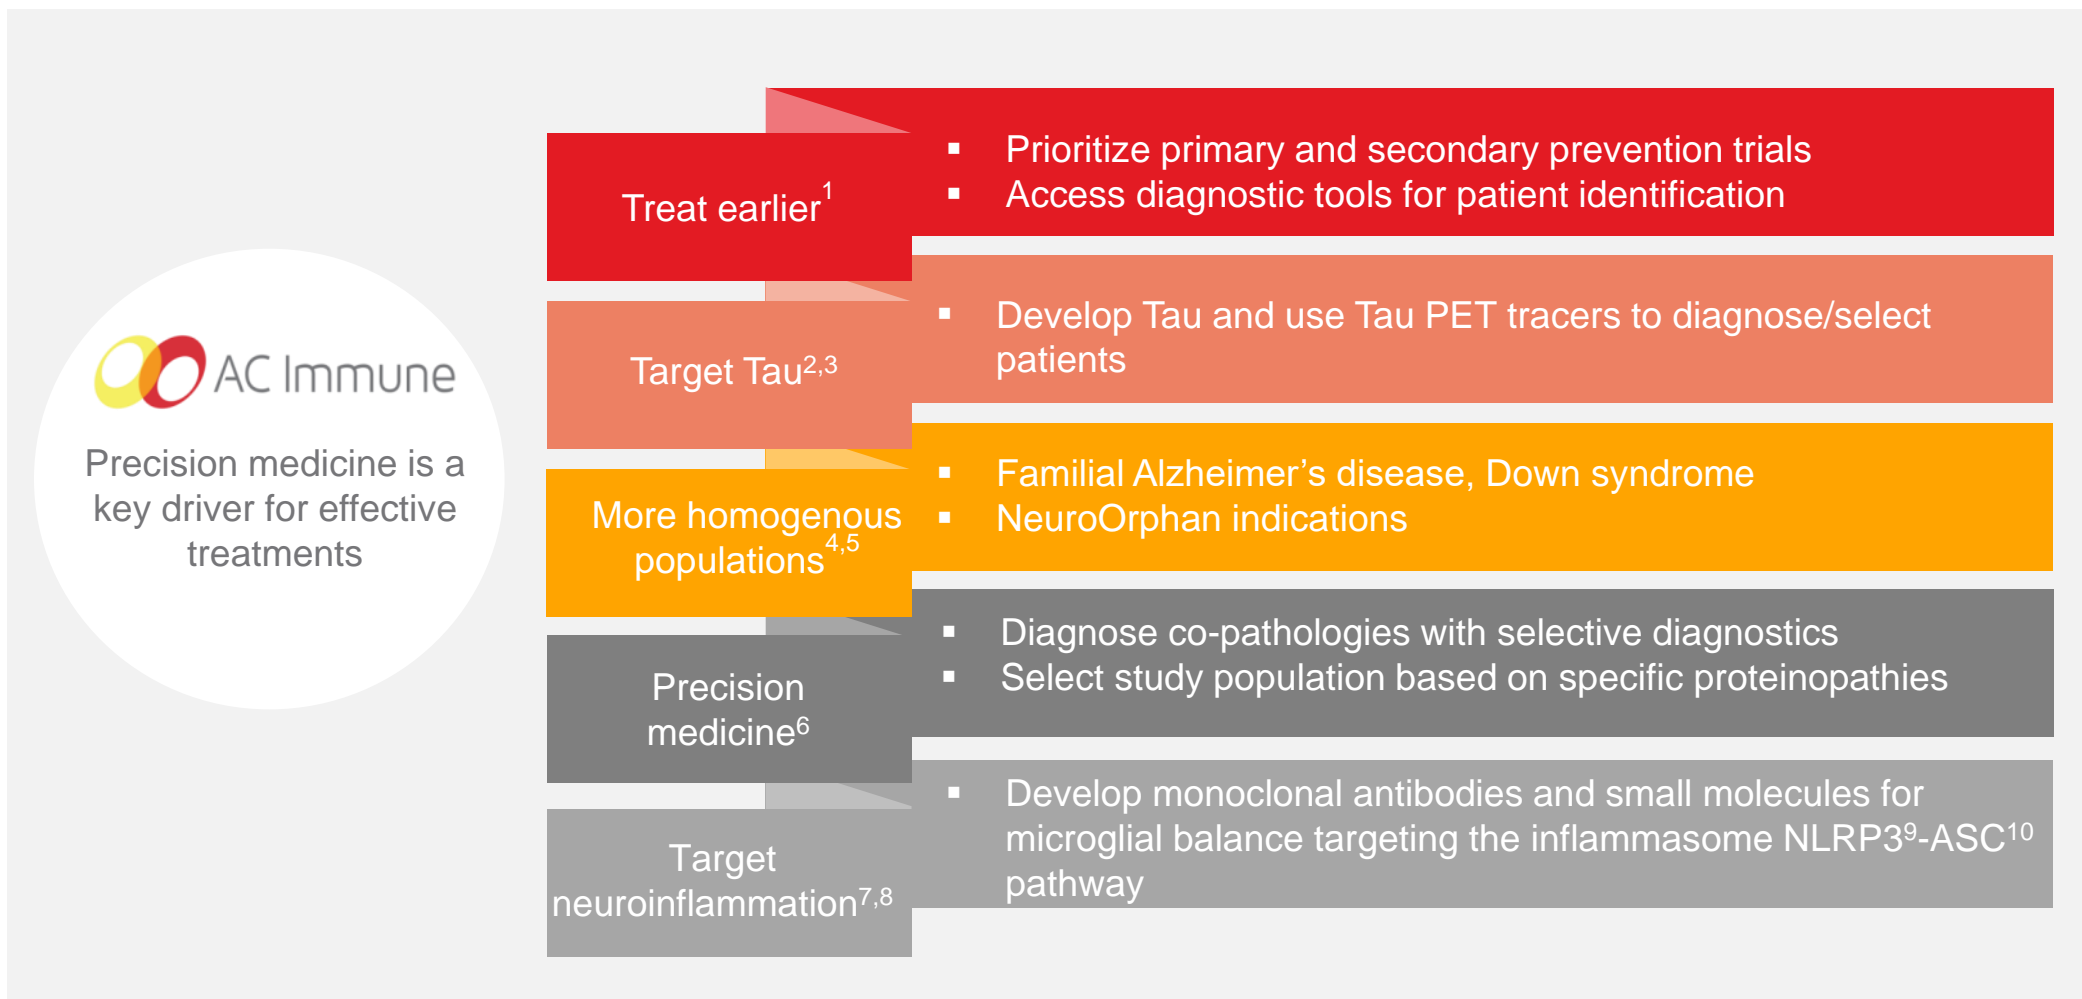 AC Immune
Precision medicine is a
key driver for effective
treatments
Treat earlier1
▪ Prioritize primary and secondary prevention trials
▪ Access diagnostic tools for patient identification
Target Tau2,3
▪ Develop Tau and use Tau PET tracers to diagnose/select
patients
More homogenous
populations4,5
▪ Familial Alzheimer’s disease, Down syndrome
▪ NeuroOrphan indications
Precision
medicine6
▪ Diagnose co-pathologies with selective diagnostics
▪ Select study population based on specific proteinopathies
Target
neuroinflammation7,8
▪ Develop monoclonal antibodies and small molecules for
microglial balance targeting the inflammasome NLRP39-ASC10
pathway